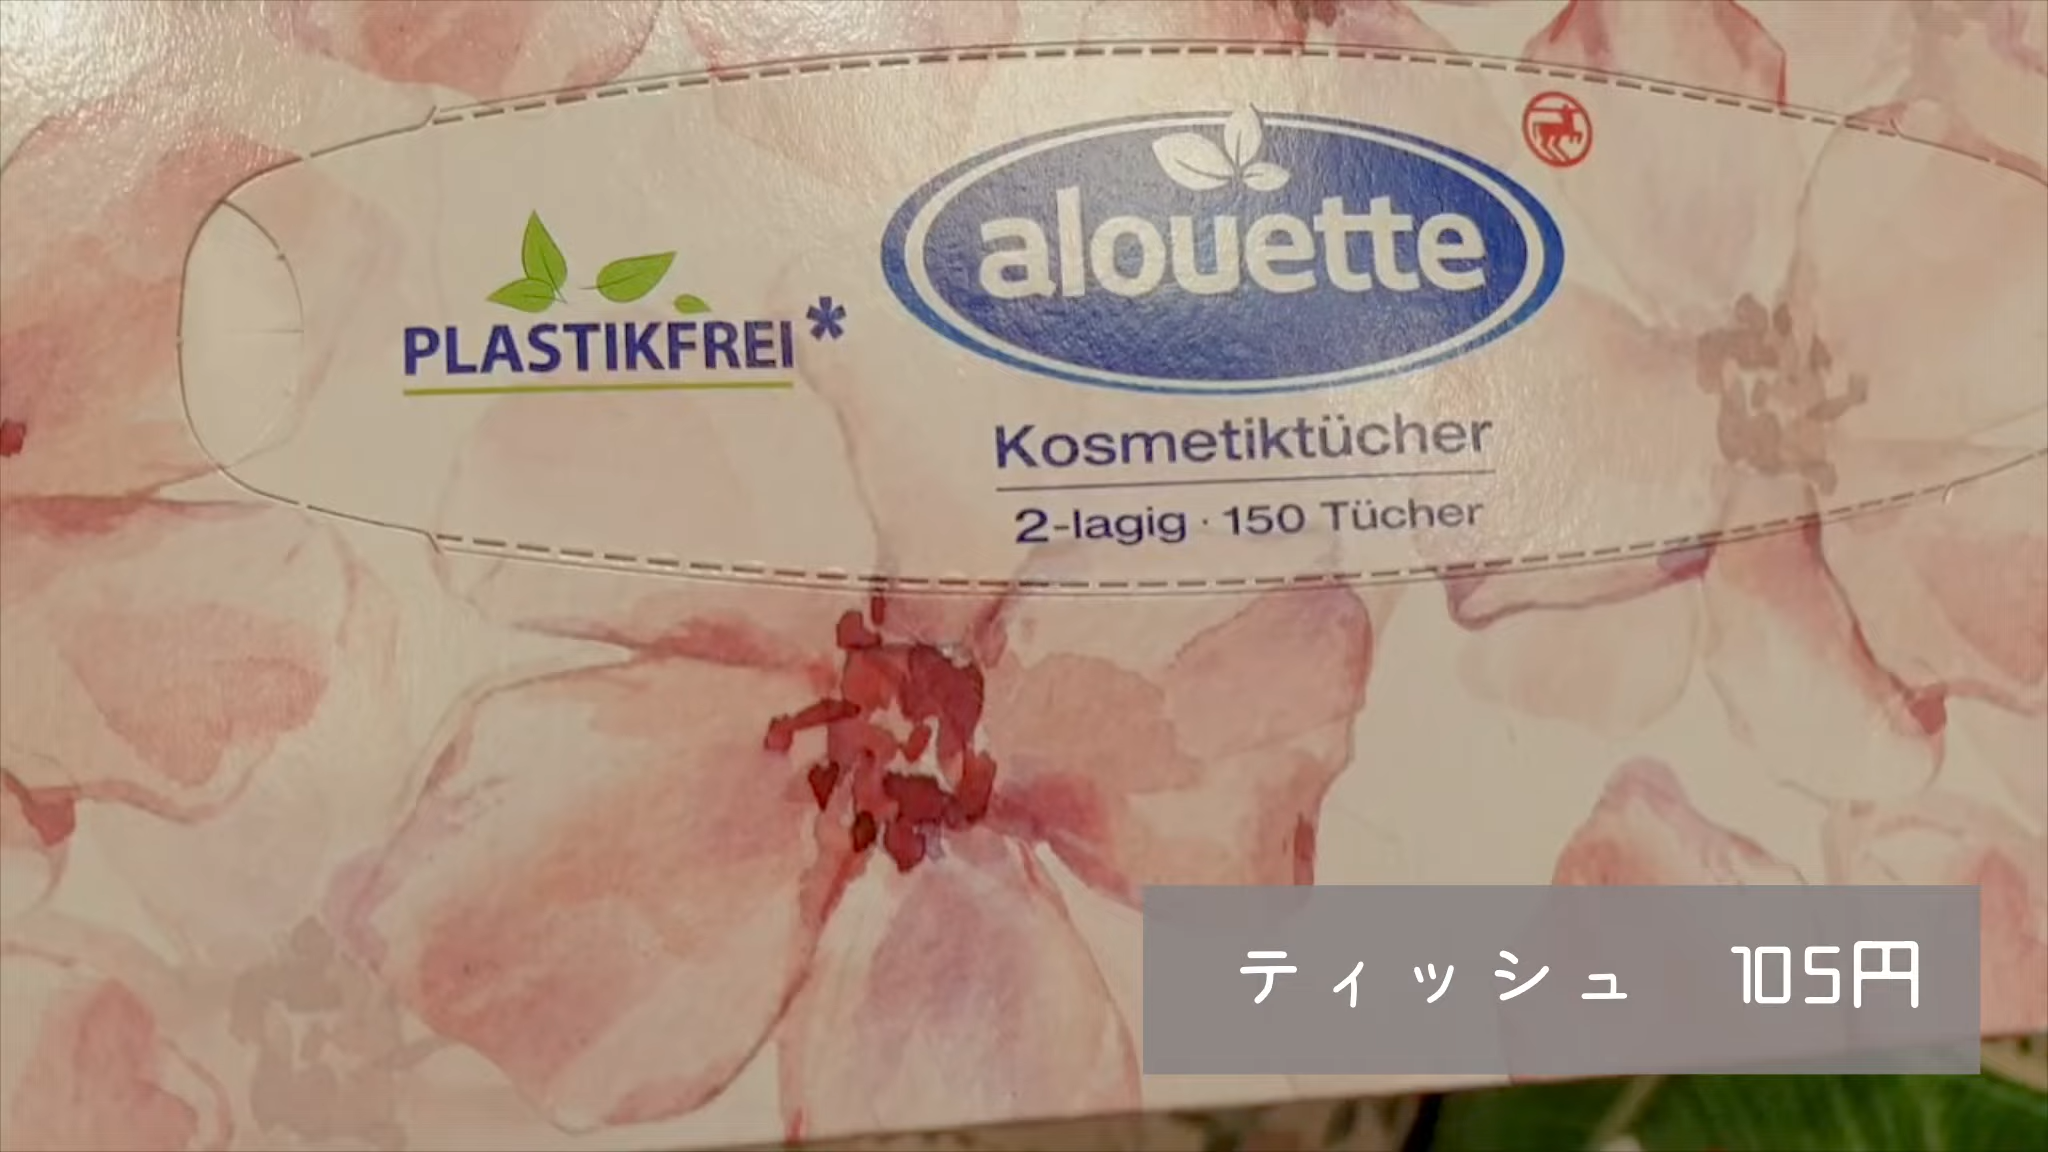 PLASTIKFREI*
alouette
Kosmetiktücher
2-lagig · 150 Tücher
ティッシュ 105円